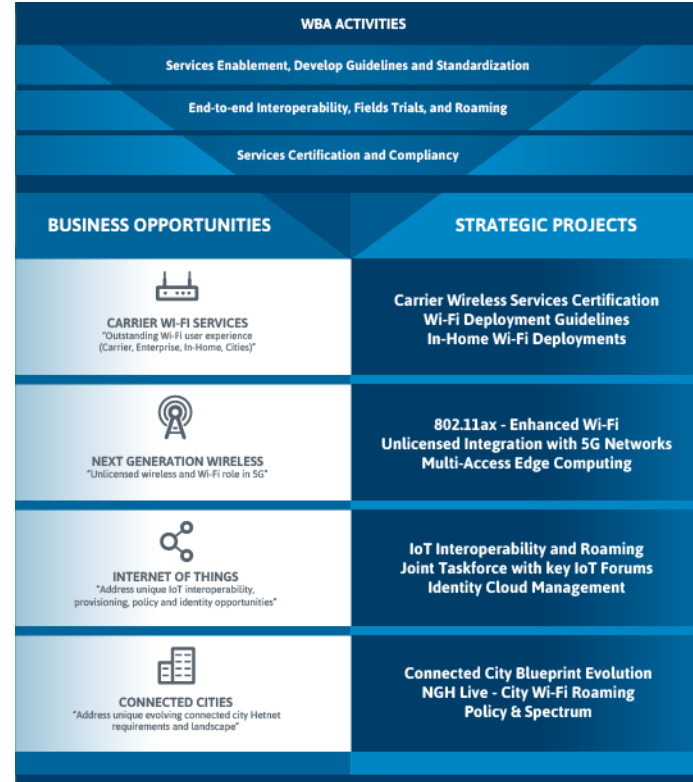 WBA ACTIVITIES
Services Enablement, Develop Guidelines and Standardization
End-to-end Interoperability, Fields Trials, and Roaming
Services Certification and Compliancy
BUSINESS OPPORTUNITIES
STRATEGIC PROJECTS
CARRIER WI-FI SERVICES
"Outstanding Wi-Fi user experience
(Carrier, Enterprise, In-Home, Cities)"
Carrier Wireless Services Certification
Wi-Fi Deployment Guidelines
In-Home Wi-Fi Deployments
NEXT GENERATION WIRELESS
"Unlicensed wireless and Wi-Fi role in 5G"
802.11ax - Enhanced Wi-Fi
Unlicensed Integration with 5G Networks
Multi-Access Edge Computing
INTERNET OF THINGS
"Address unique IoT interoperability,
provisioning, policy and identity opportunities"
IoT Interoperability and Roaming
Joint Taskforce with key IoT Forums
Identity Cloud Management
CONNECTED CITIES
"Address unique evolving connected city Hetnet
requirements and landscape"
Connected City Blueprint Evolution
NGH Live - City Wi-Fi Roaming
Policy & Spectrum